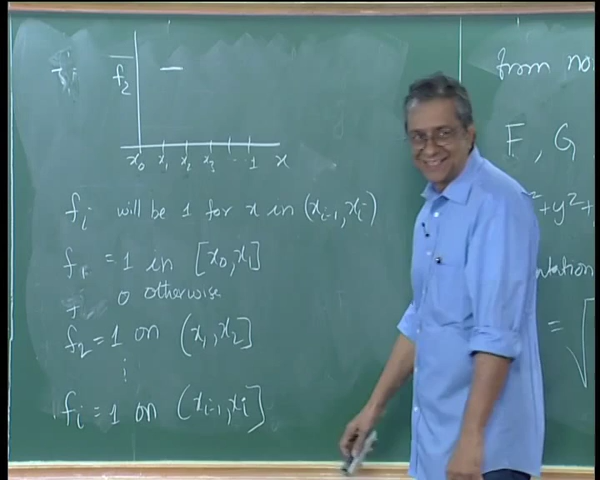 f₂
x₀ x₁ x₂ x₃ ... 1 x
fᵢ will be 1 for x in (xᵢ₋₁, xᵢ)
f₁ = 1 in [x₀, x₁]
0 otherwise
f₂ = 1 on (x₁, x₂]
⋮
fᵢ = 1 on (xᵢ₋₁, xᵢ]
from no
F, G
² + y² +
ntation
= √